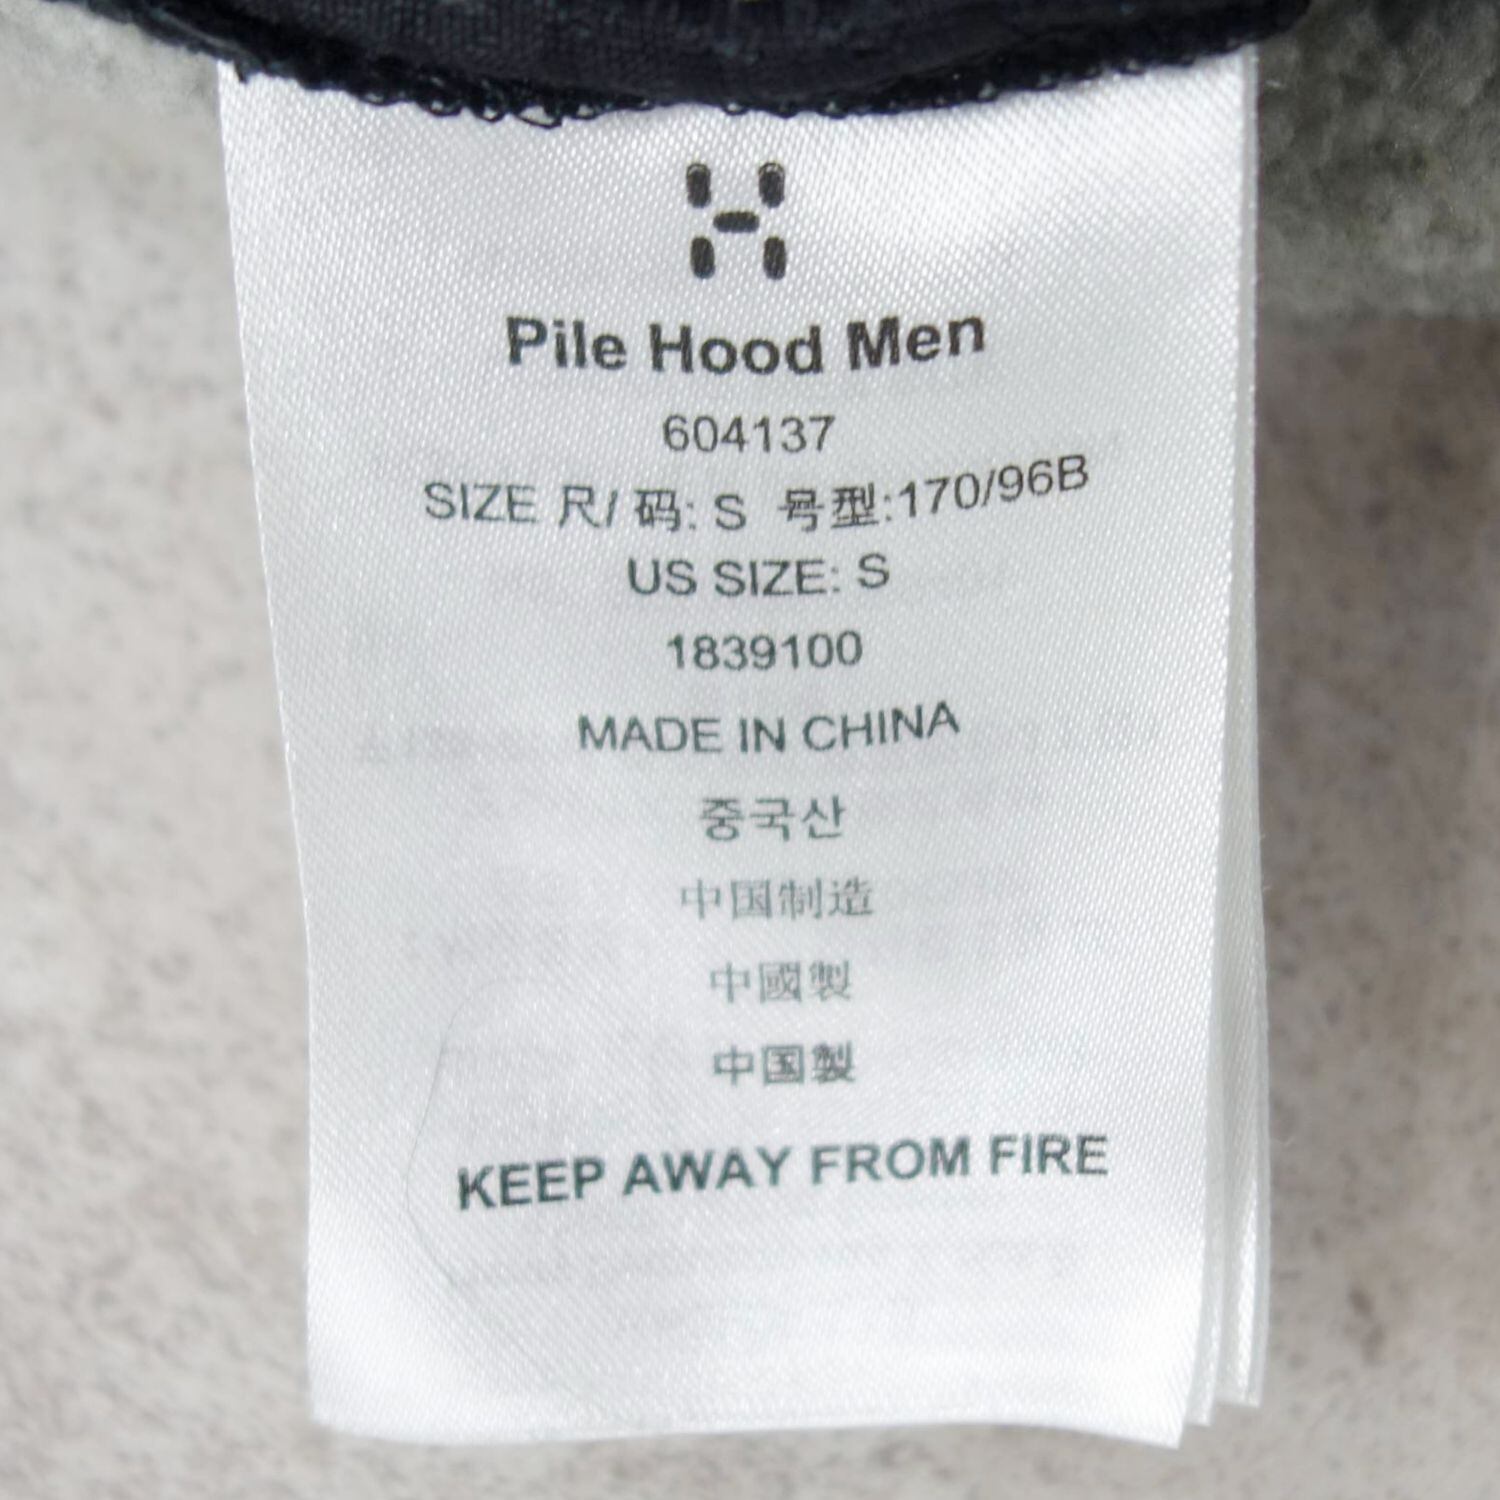 Pile Hood Men
604137
SIZE 尺/ 码: S 号型:170/96B
US SIZE: S
1839100
MADE IN CHINA
중국산
中国制造
中國製
中国製
KEEP AWAY FROM FIRE